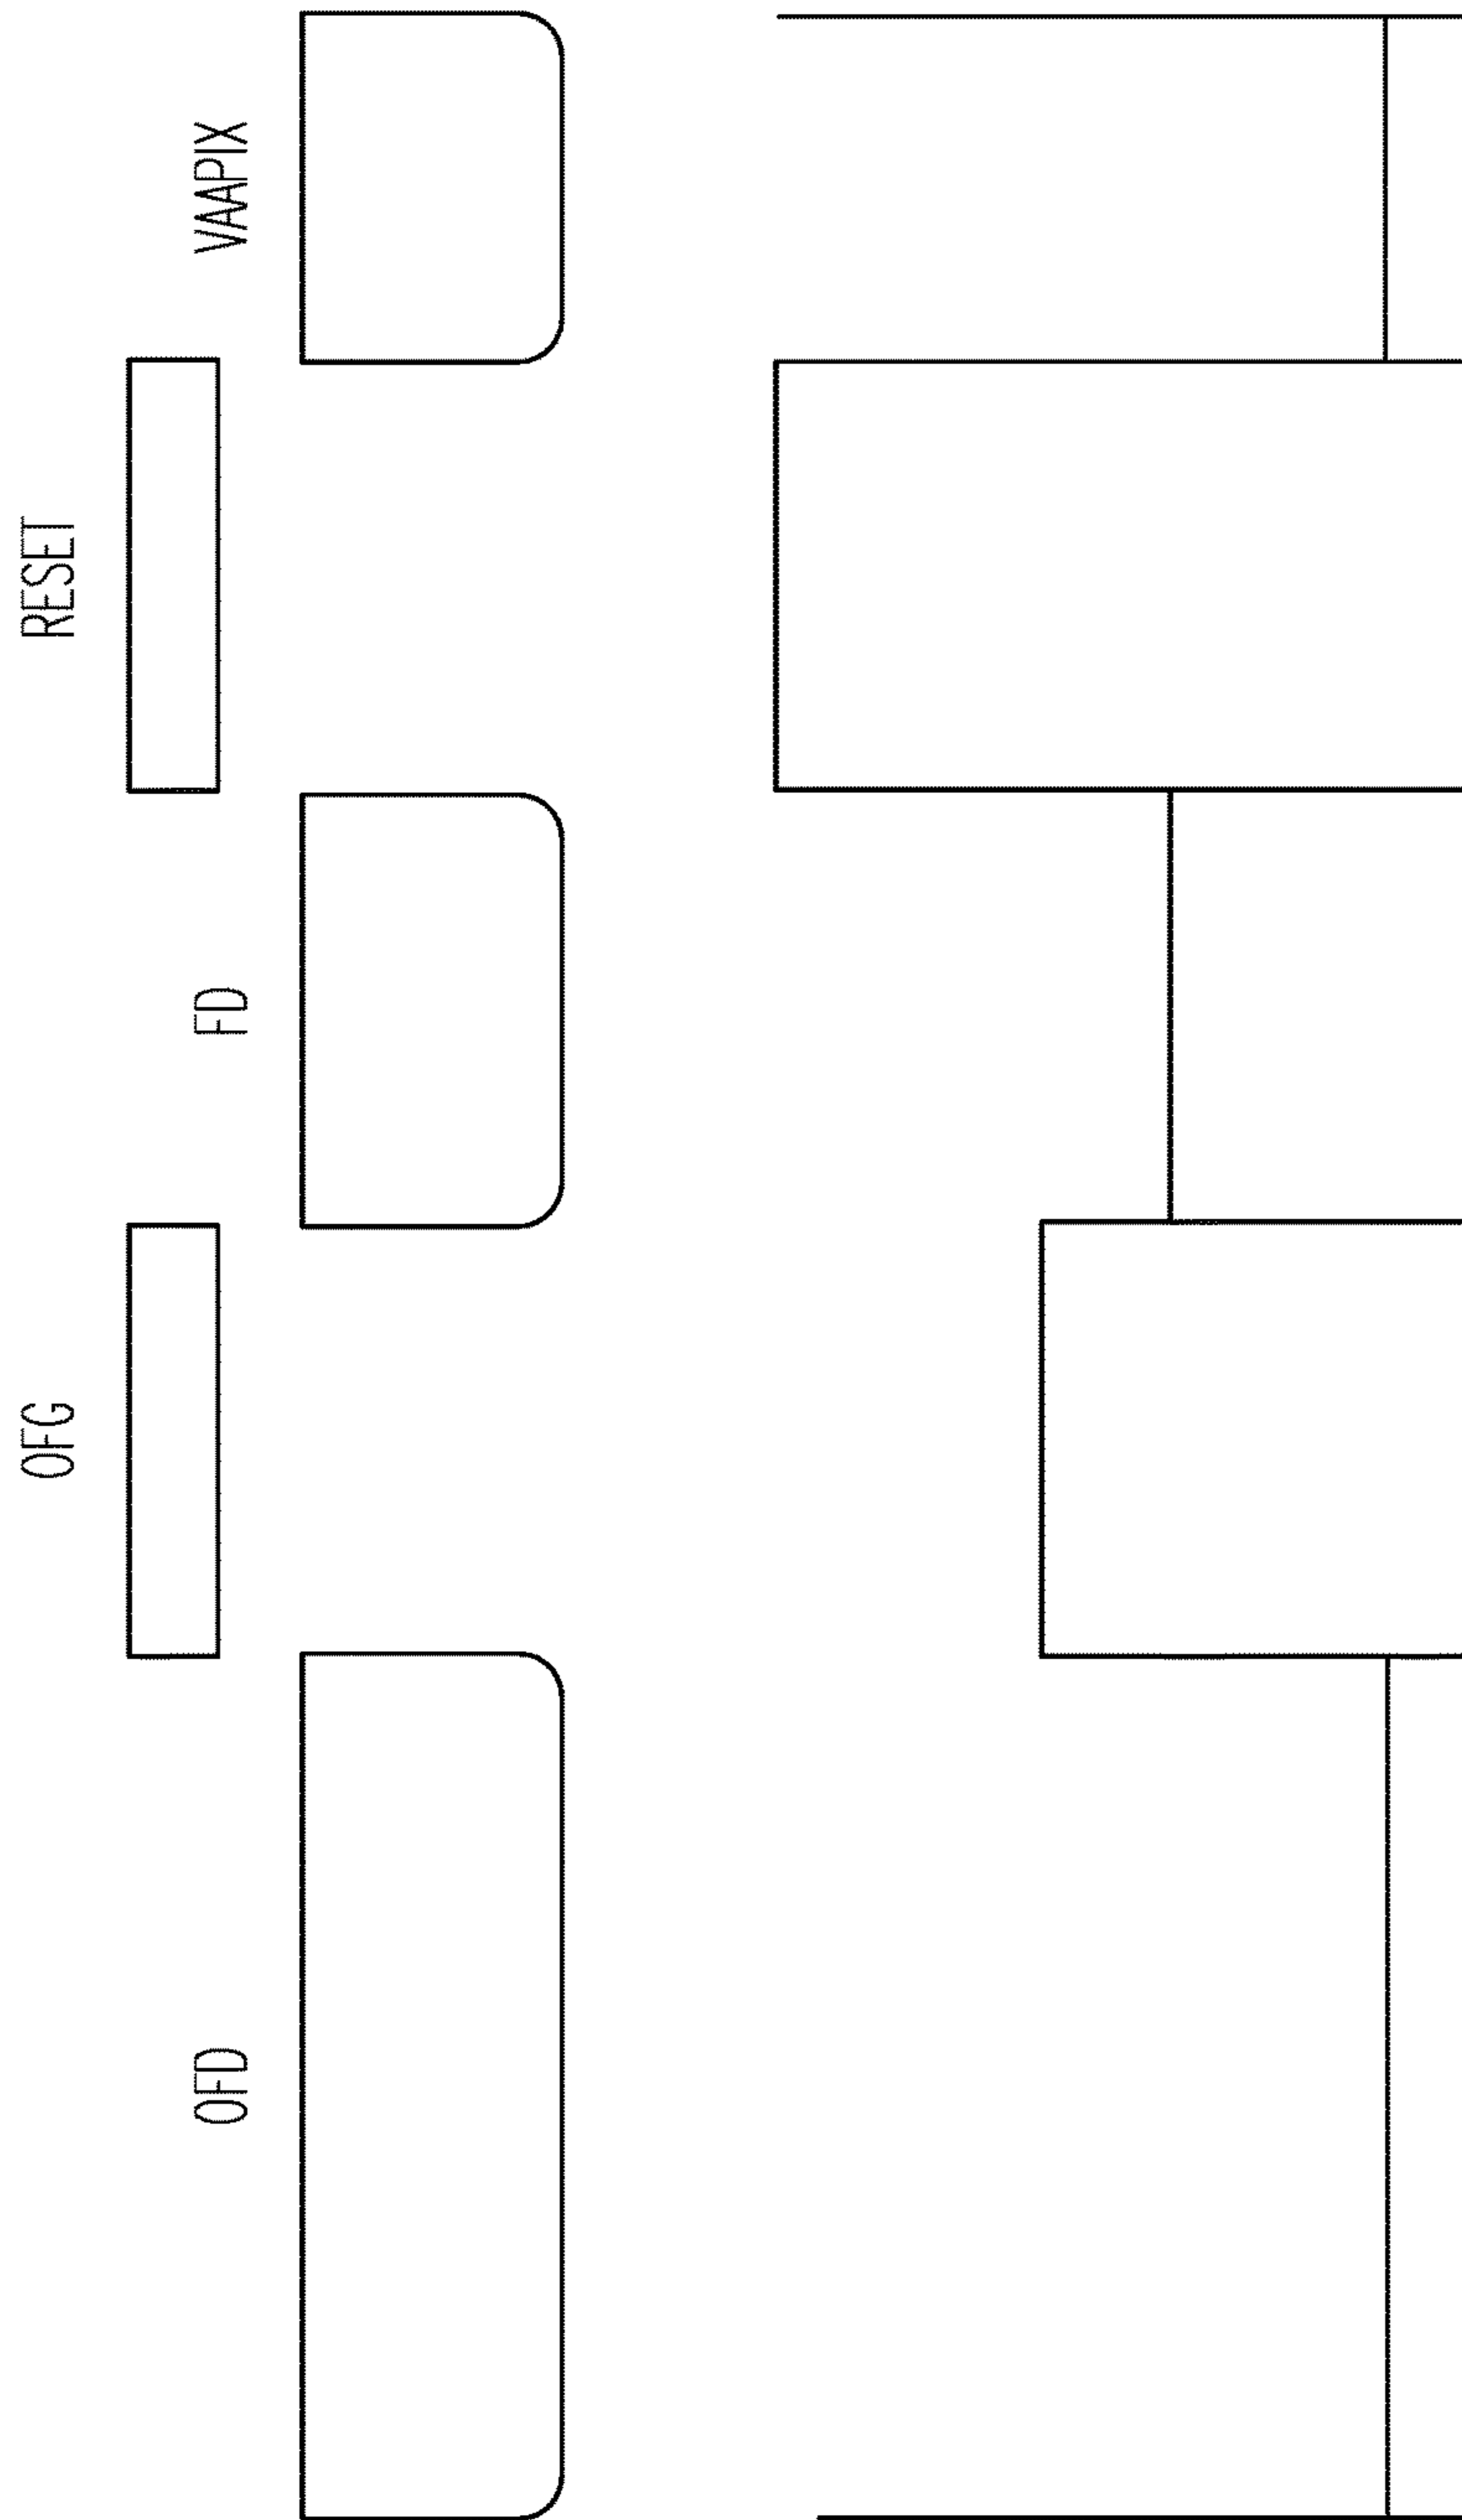 OFG
RESET
OFD
FD
VAAPIX